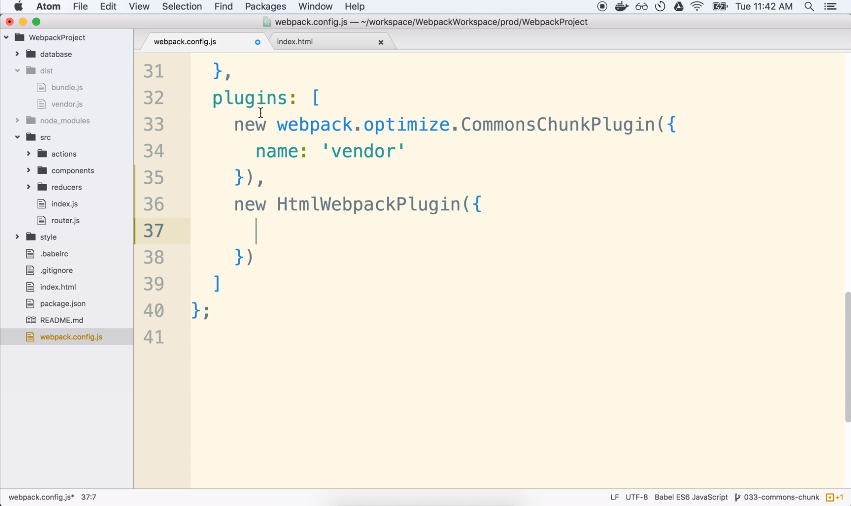 Atom File Edit View Selection Find Packages Window Help Tue 11:42 AM
webpack.config.js — ~/workspace/WebpackWorkspace/prod/WebpackProject
WebpackProject
database
dist
bundle.js
vendor.js
node_modules
src
actions
components
reducers
index.js
router.js
style
.babelrc
.gitignore
index.html
package.json
README.md
webpack.config.js
webpack.config.js index.html
31 },
32 plugins: [
33 new webpack.optimize.CommonsChunkPlugin({
34 name: 'vendor'
35 }),
36 new HtmlWebpackPlugin({
37
38 })
39 ]
40 };
41
webpack.config.js* 37:7 LF UTF-8 Babel ES6 JavaScript 033-commons-chunk +1